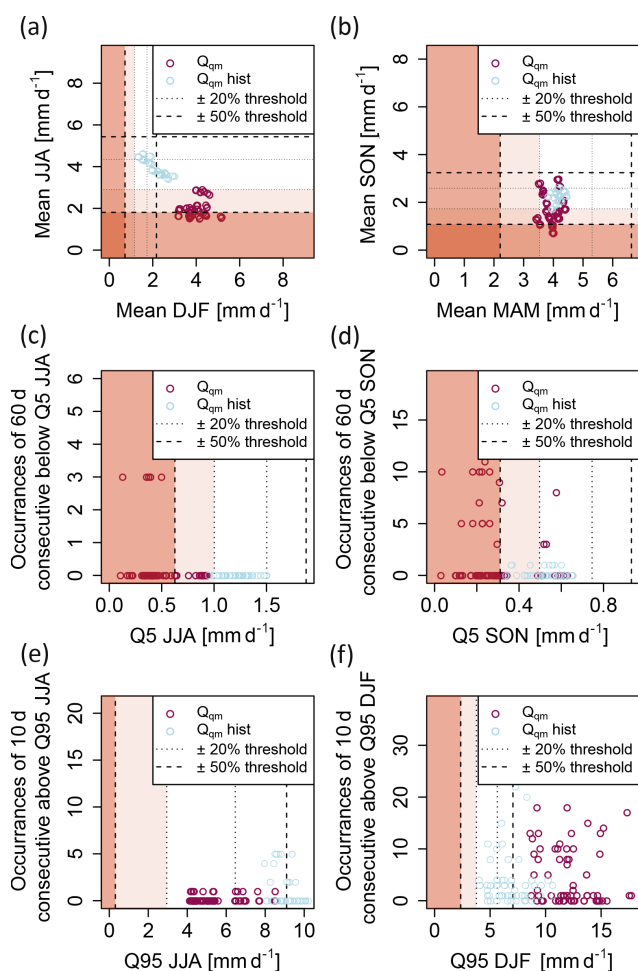 (a)
Q_qm
Q_qm hist
± 20% threshold
± 50% threshold
0 2 4 6 8
Mean JJA [mm d⁻¹]
0 2 4 6 8
Mean DJF [mm d⁻¹]
(b)
Q_qm
Q_qm hist
± 20% threshold
± 50% threshold
0 2 4 6 8
Mean SON [mm d⁻¹]
0 1 2 3 4 5 6
Mean MAM [mm d⁻¹]
(c)
Q_qm
Q_qm hist
± 20% threshold
± 50% threshold
0 1 2 3 4 5 6
Occurrances of 60 d
consecutive below Q5 JJA
0.0 0.5 1.0 1.5
Q5 JJA [mm d⁻¹]
(d)
Q_qm
Q_qm hist
± 20% threshold
± 50% threshold
0 5 10 15
Occurrances of 60 d
consecutive below Q5 SON
0.0 0.4 0.8
Q5 SON [mm d⁻¹]
(e)
Q_qm
Q_qm hist
± 20% threshold
± 50% threshold
0 5 10 15 20
Occurances of 10 d
consecutive above Q95 JJA
0 2 4 6 8 10
Q95 JJA [mm d⁻¹]
(f)
Q_qm
Q_qm hist
± 20% threshold
± 50% threshold
0 10 20 30
Occurances of 10 d
consecutive above Q95 DJF
0 5 10 15
Q95 DJF [mm d⁻¹]